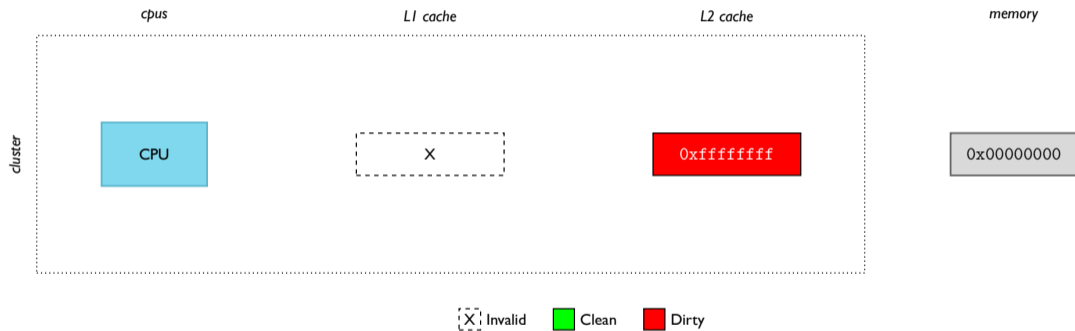 cpus L1 cache L2 cache memory
cluster
CPU X 0xffffffff 0x00000000
X Invalid Clean Dirty